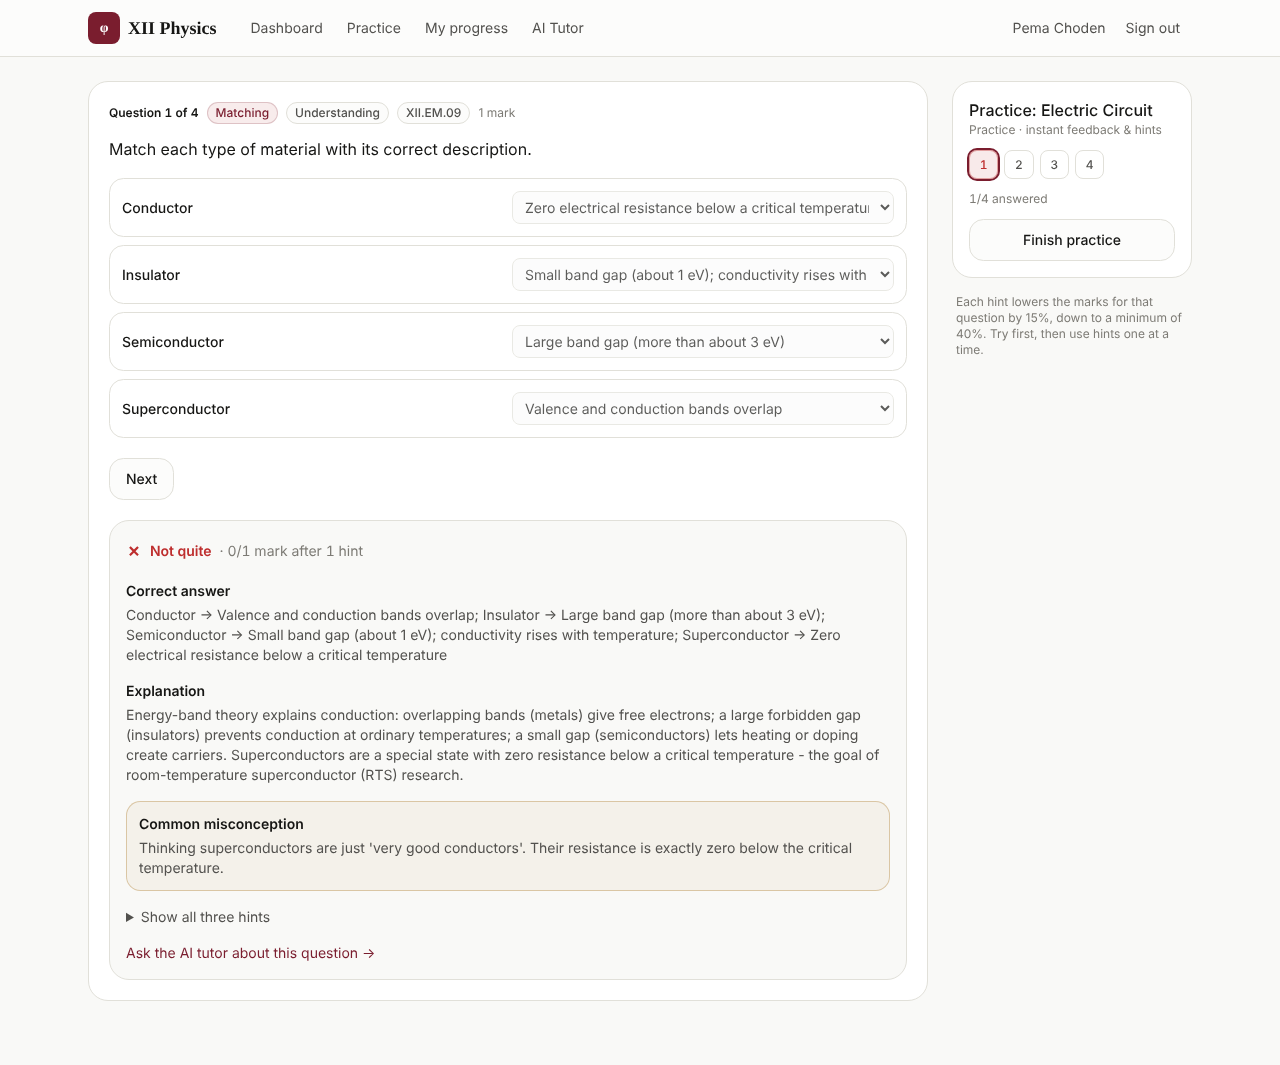 φ XII Physics Dashboard Practice My progress AI Tutor Pema Choden Sign out
Question 1 of 4 Matching Understanding XII.EM.09 1 mark
Match each type of material with its correct description.
Conductor Zero electrical resistance below a critical temperatu
Insulator Small band gap (about 1 eV); conductivity rises with
Semiconductor Large band gap (more than about 3 eV)
Superconductor Valence and conduction bands overlap
Next
✕ Not quite · 0/1 mark after 1 hint
Correct answer
Conductor → Valence and conduction bands overlap; Insulator → Large band gap (more than about 3 eV);
Semiconductor → Small band gap (about 1 eV); conductivity rises with temperature; Superconductor → Zero
electrical resistance below a critical temperature
Explanation
Energy-band theory explains conduction: overlapping bands (metals) give free electrons; a large forbidden gap
(insulators) prevents conduction at ordinary temperatures; a small gap (semiconductors) lets heating or doping
create carriers. Superconductors are a special state with zero resistance below a critical temperature - the goal of
room-temperature superconductor (RTS) research.
Common misconception
Thinking superconductors are just 'very good conductors'. Their resistance is exactly zero below the critical
temperature.
▶ Show all three hints
Ask the AI tutor about this question →
Practice: Electric Circuit
Practice · instant feedback & hints
1 2 3 4
1/4 answered
Finish practice
Each hint lowers the marks for that
question by 15%, down to a minimum of
40%. Try first, then use hints one at a
time.